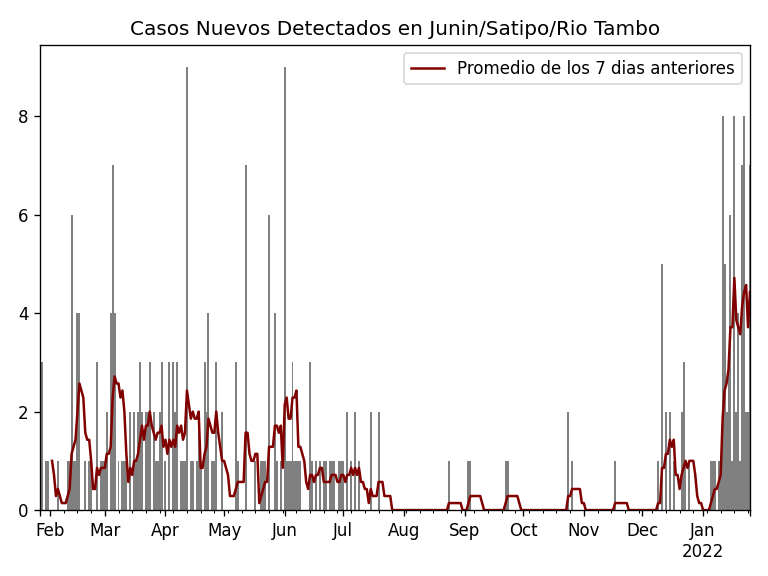 Casos Nuevos Detectados en Junin/Satipo/Rio Tambo
Promedio de los 7 dias anteriores
8
6
4
2
0
Feb Mar Apr May Jun Jul Aug Sep Oct Nov Dec Jan
2022